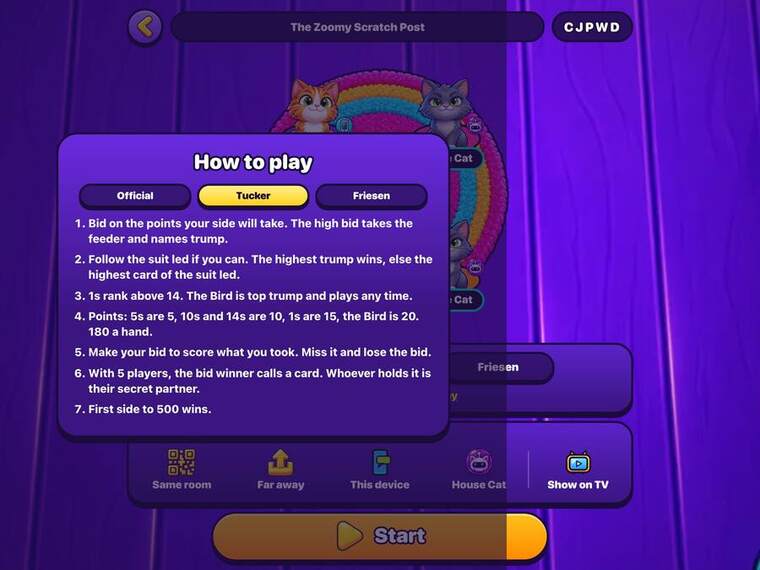 The Zoomy Scratch Post
CJPWD
Cat
How to play
Official
Tucker
Friesen
1. Bid on the points your side will take. The high bid takes the
feeder and names trump.
2. Follow the suit led if you can. The highest trump wins, else the
highest card of the suit led.
3. 1s rank above 14. The Bird is top trump and plays any time.
4. Points: 5s are 5, 10s and 14s are 10, 1s are 15, the Bird is 20.
180 a hand.
5. Make your bid to score what you took. Miss it and lose the bid.
6. With 5 players, the bid winner calls a card. Whoever holds it is
their secret partner.
7. First side to 500 wins.
Cat
Friesen
Same room
Far away
This device
House Cat
Show on TV
Start